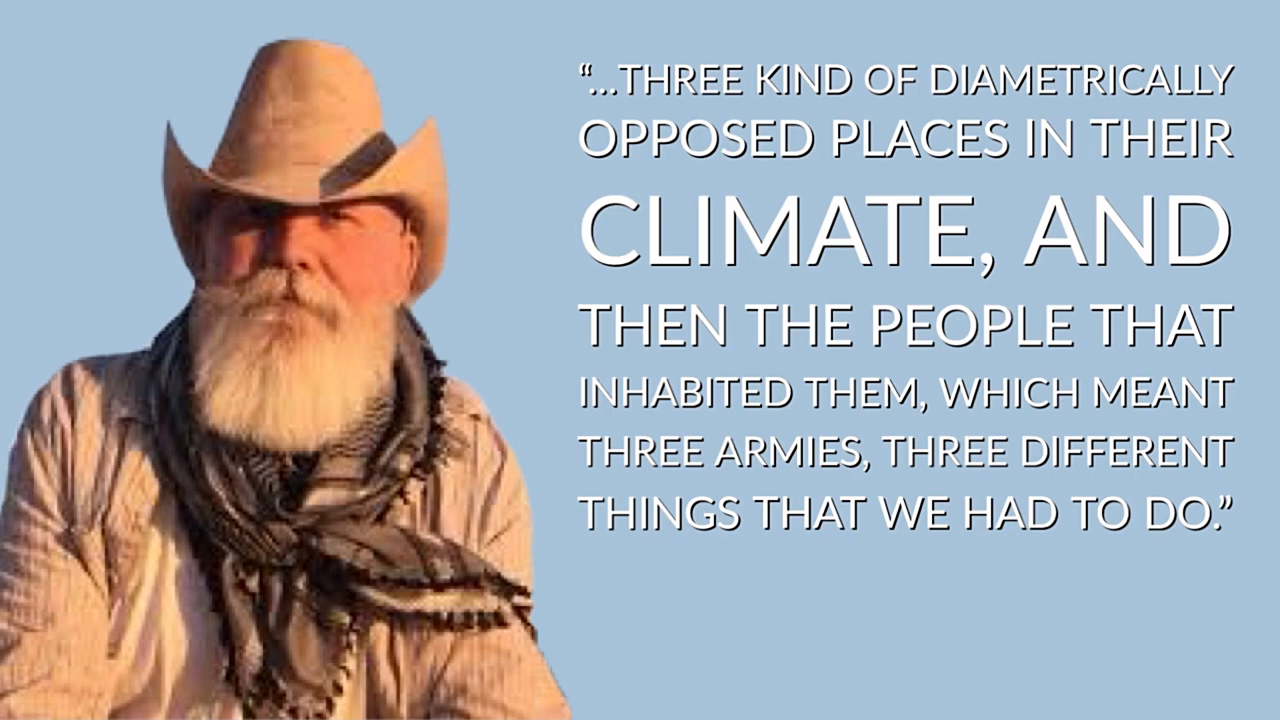 “...THREE KIND OF DIAMETRICALLY
OPPOSED PLACES IN THEIR
CLIMATE, AND
THEN THE PEOPLE THAT
INHABITED THEM, WHICH MEANT
THREE ARMIES, THREE DIFFERENT
THINGS THAT WE HAD TO DO.”